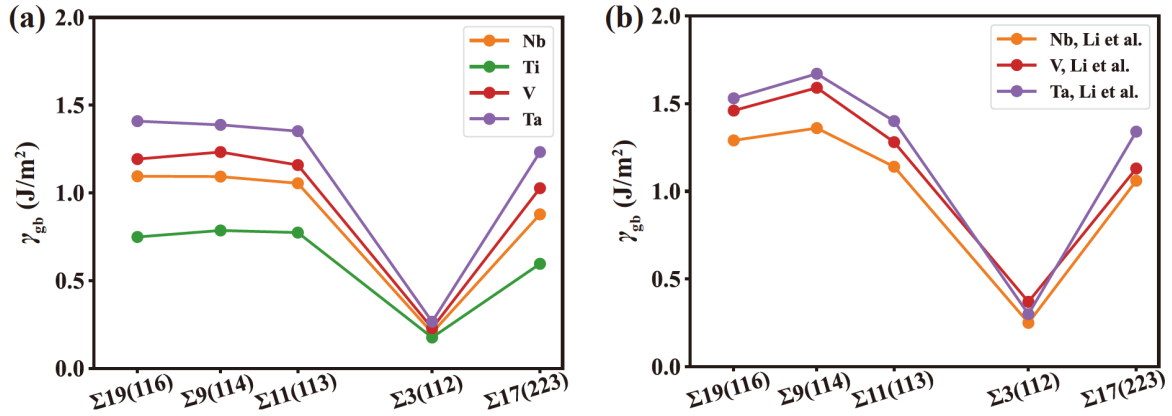 (a)
2.0
1.5
1.0
0.5
0.0
γgb (J/m²)
Nb
Ti
V
Ta
Σ19(116)
Σ9(114)
Σ11(113)
Σ3(112)
Σ17(223)
(b)
2.0
1.5
1.0
0.5
0.0
γgb (J/m²)
Nb, Li et al.
V, Li et al.
Ta, Li et al.
Σ19(116)
Σ9(114)
Σ11(113)
Σ3(112)
Σ17(223)